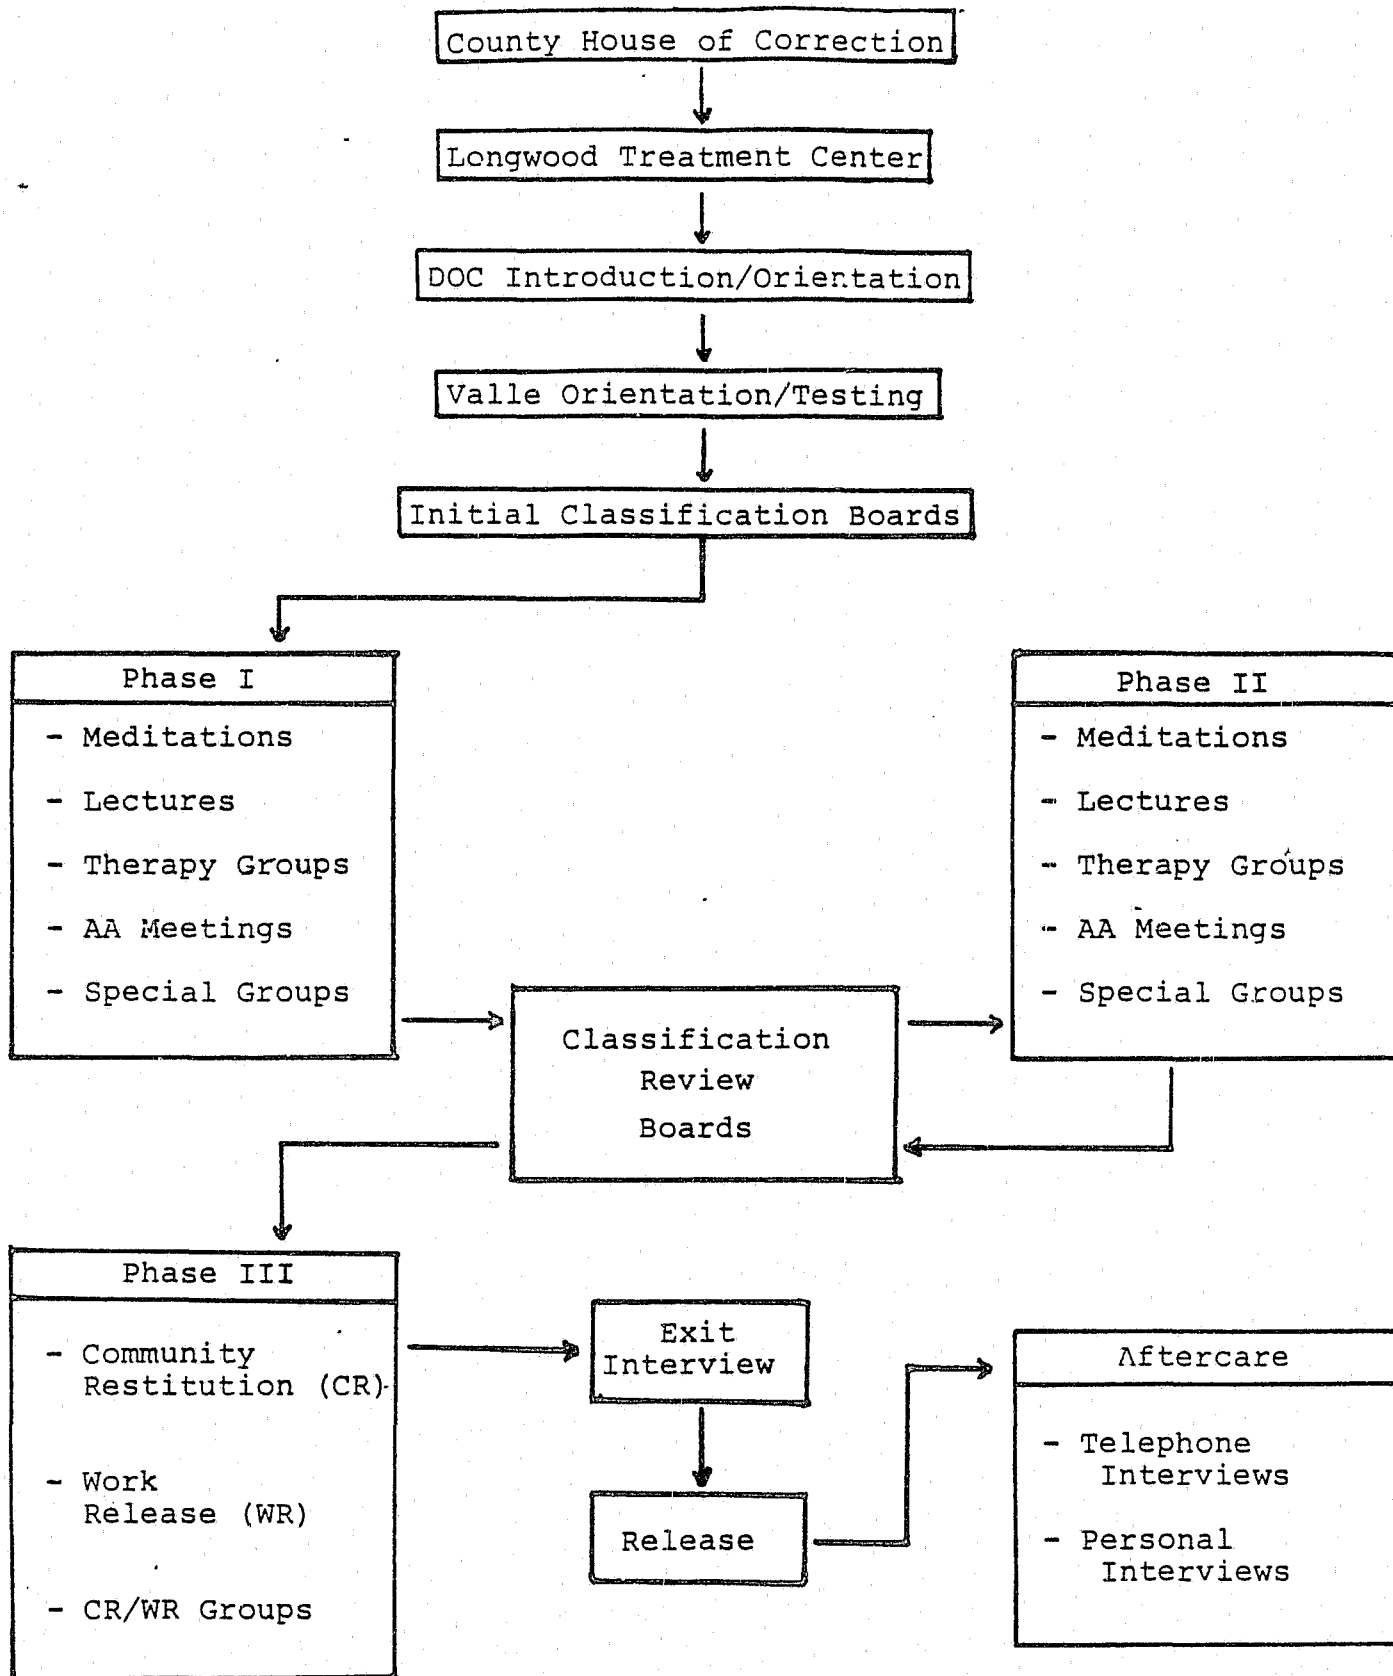 County House of Correction
Longwood Treatment Center
DOC Introduction/Orientation
Valle Orientation/Testing
Initial Classification Boards
Phase I
- Meditations
- Lectures
- Therapy Groups
- AA Meetings
- Special Groups
Phase II
- Meditations
- Lectures
- Therapy Groups
- AA Meetings
- Special Groups
Classification
Review
Boards
Phase III
- Community
Restitution (CR)
- Work
Release (WR)
- CR/WR Groups
Exit
Interview
Release
Aftercare
- Telephone
Interviews
- Personal
Interviews